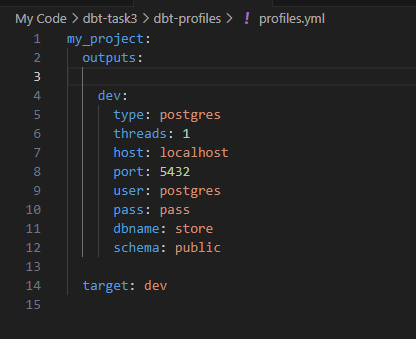 My Code > dbt-task3 > dbt-profiles > ! profiles.yml
1 my_project:
2   outputs:
3
4     dev:
5       type: postgres
6       threads: 1
7       host: localhost
8       port: 5432
9       user: postgres
10       pass: pass
11       dbname: store
12       schema: public
13
14   target: dev
15